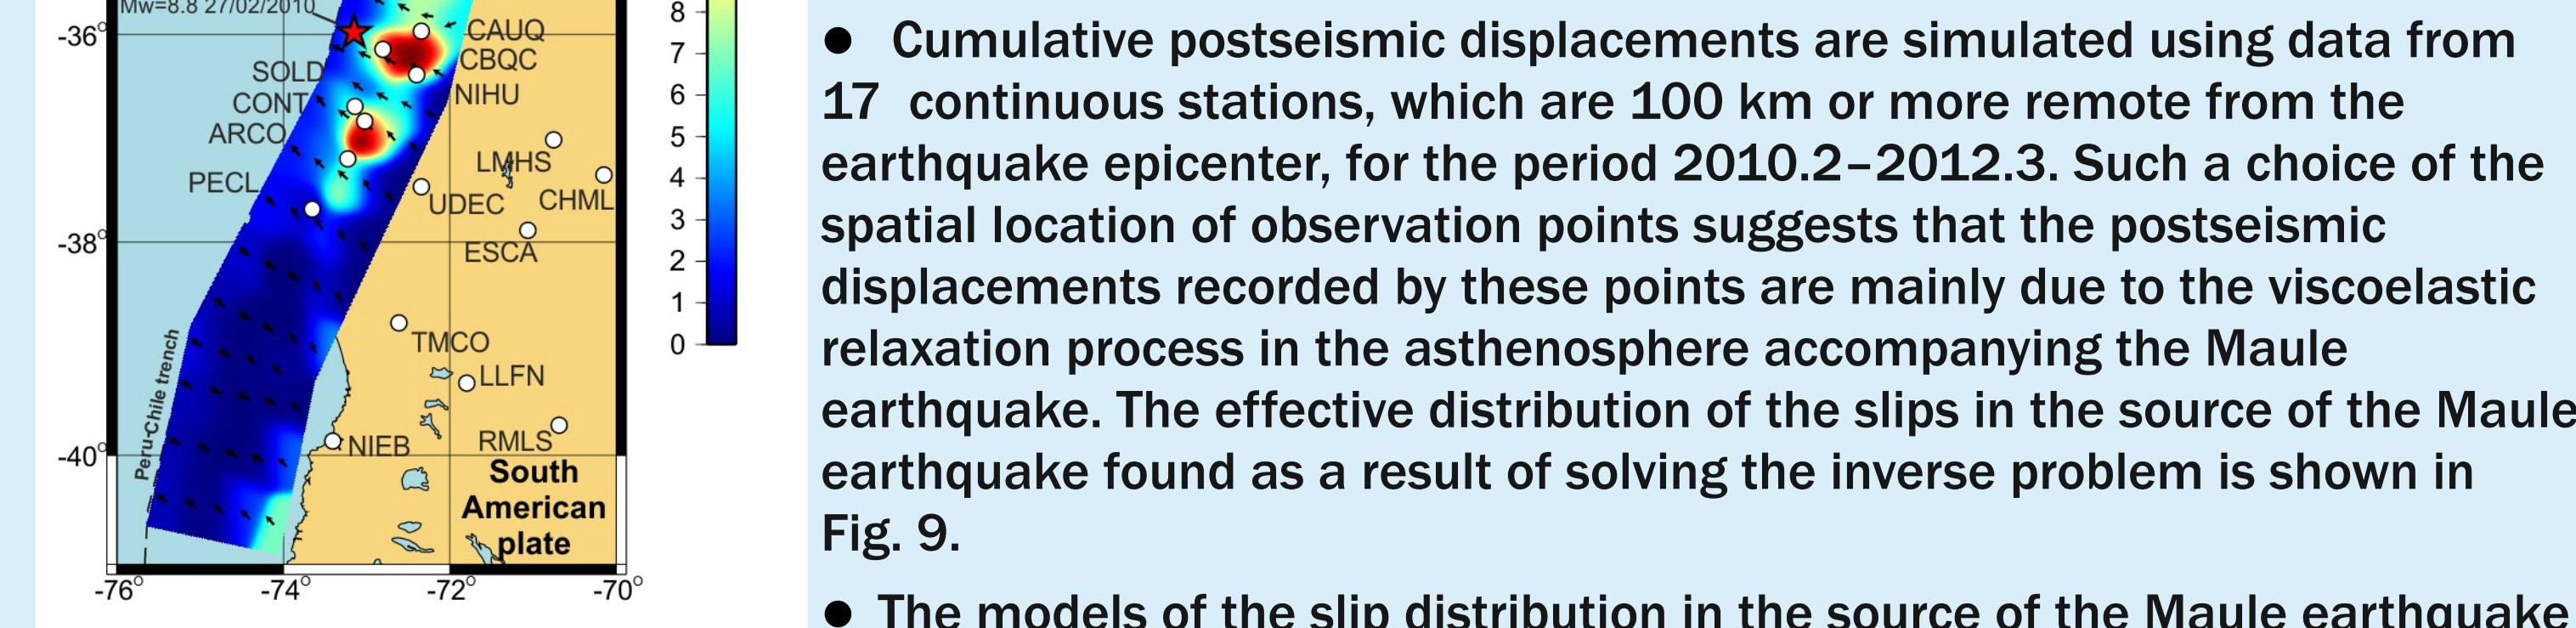 Mw=8.8 27/02/2010
-36°
-38°
-40°
-76°
-74°
-72°
-70°
CAUQ
CBQC
SOLD
CONT
NIHU
ARCO
LMHS
PECL
UDEC
CHML
ESCA
TMCO
LLFN
NIEB
RMLS
Peru-Chile trench
South
American
plate
8
7
6
5
4
3
2
1
0
● Cumulative postseismic displacements are simulated using data from
17 continuous stations, which are 100 km or more remote from the
earthquake epicenter, for the period 2010.2–2012.3. Such a choice of the
spatial location of observation points suggests that the postseismic
displacements recorded by these points are mainly due to the viscoelastic
relaxation process in the asthenosphere accompanying the Maule
earthquake. The effective distribution of the slips in the source of the Maule
earthquake found as a result of solving the inverse problem is shown in
Fig. 9.
● The models of the slip distribution in the source of the Maule earthquake